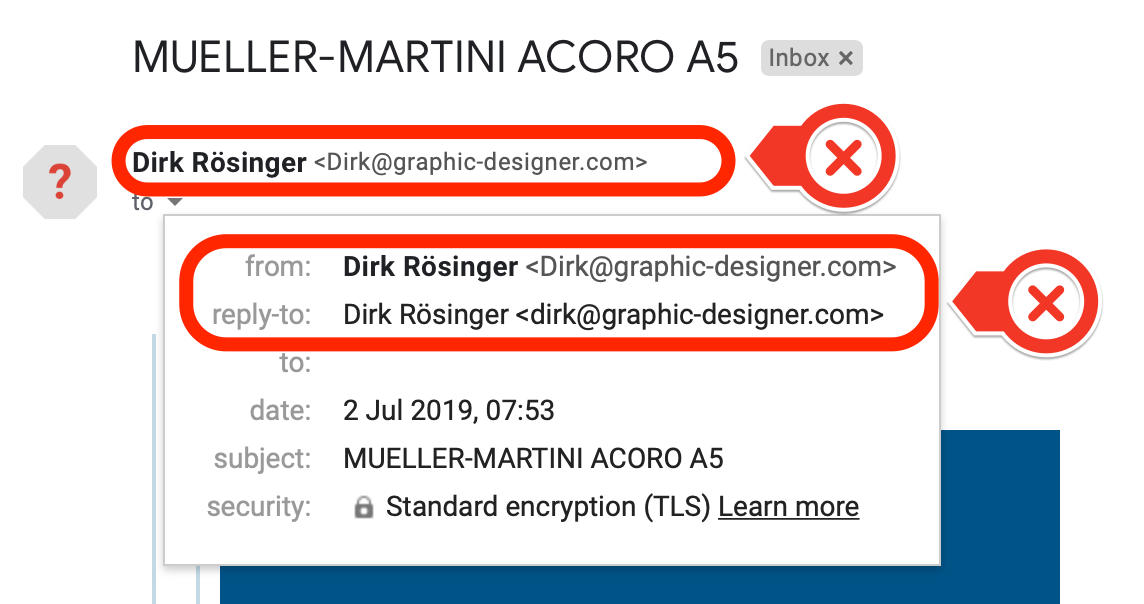 MUELLER-MARTINI ACORO A5 Inbox ×
?
Dirk Rösinger <Dirk@graphic-designer.com>
to
from: Dirk Rösinger <Dirk@graphic-designer.com>
reply-to: Dirk Rösinger <dirk@graphic-designer.com>
to:
date: 2 Jul 2019, 07:53
subject: MUELLER-MARTINI ACORO A5
security: Standard encryption (TLS) Learn more